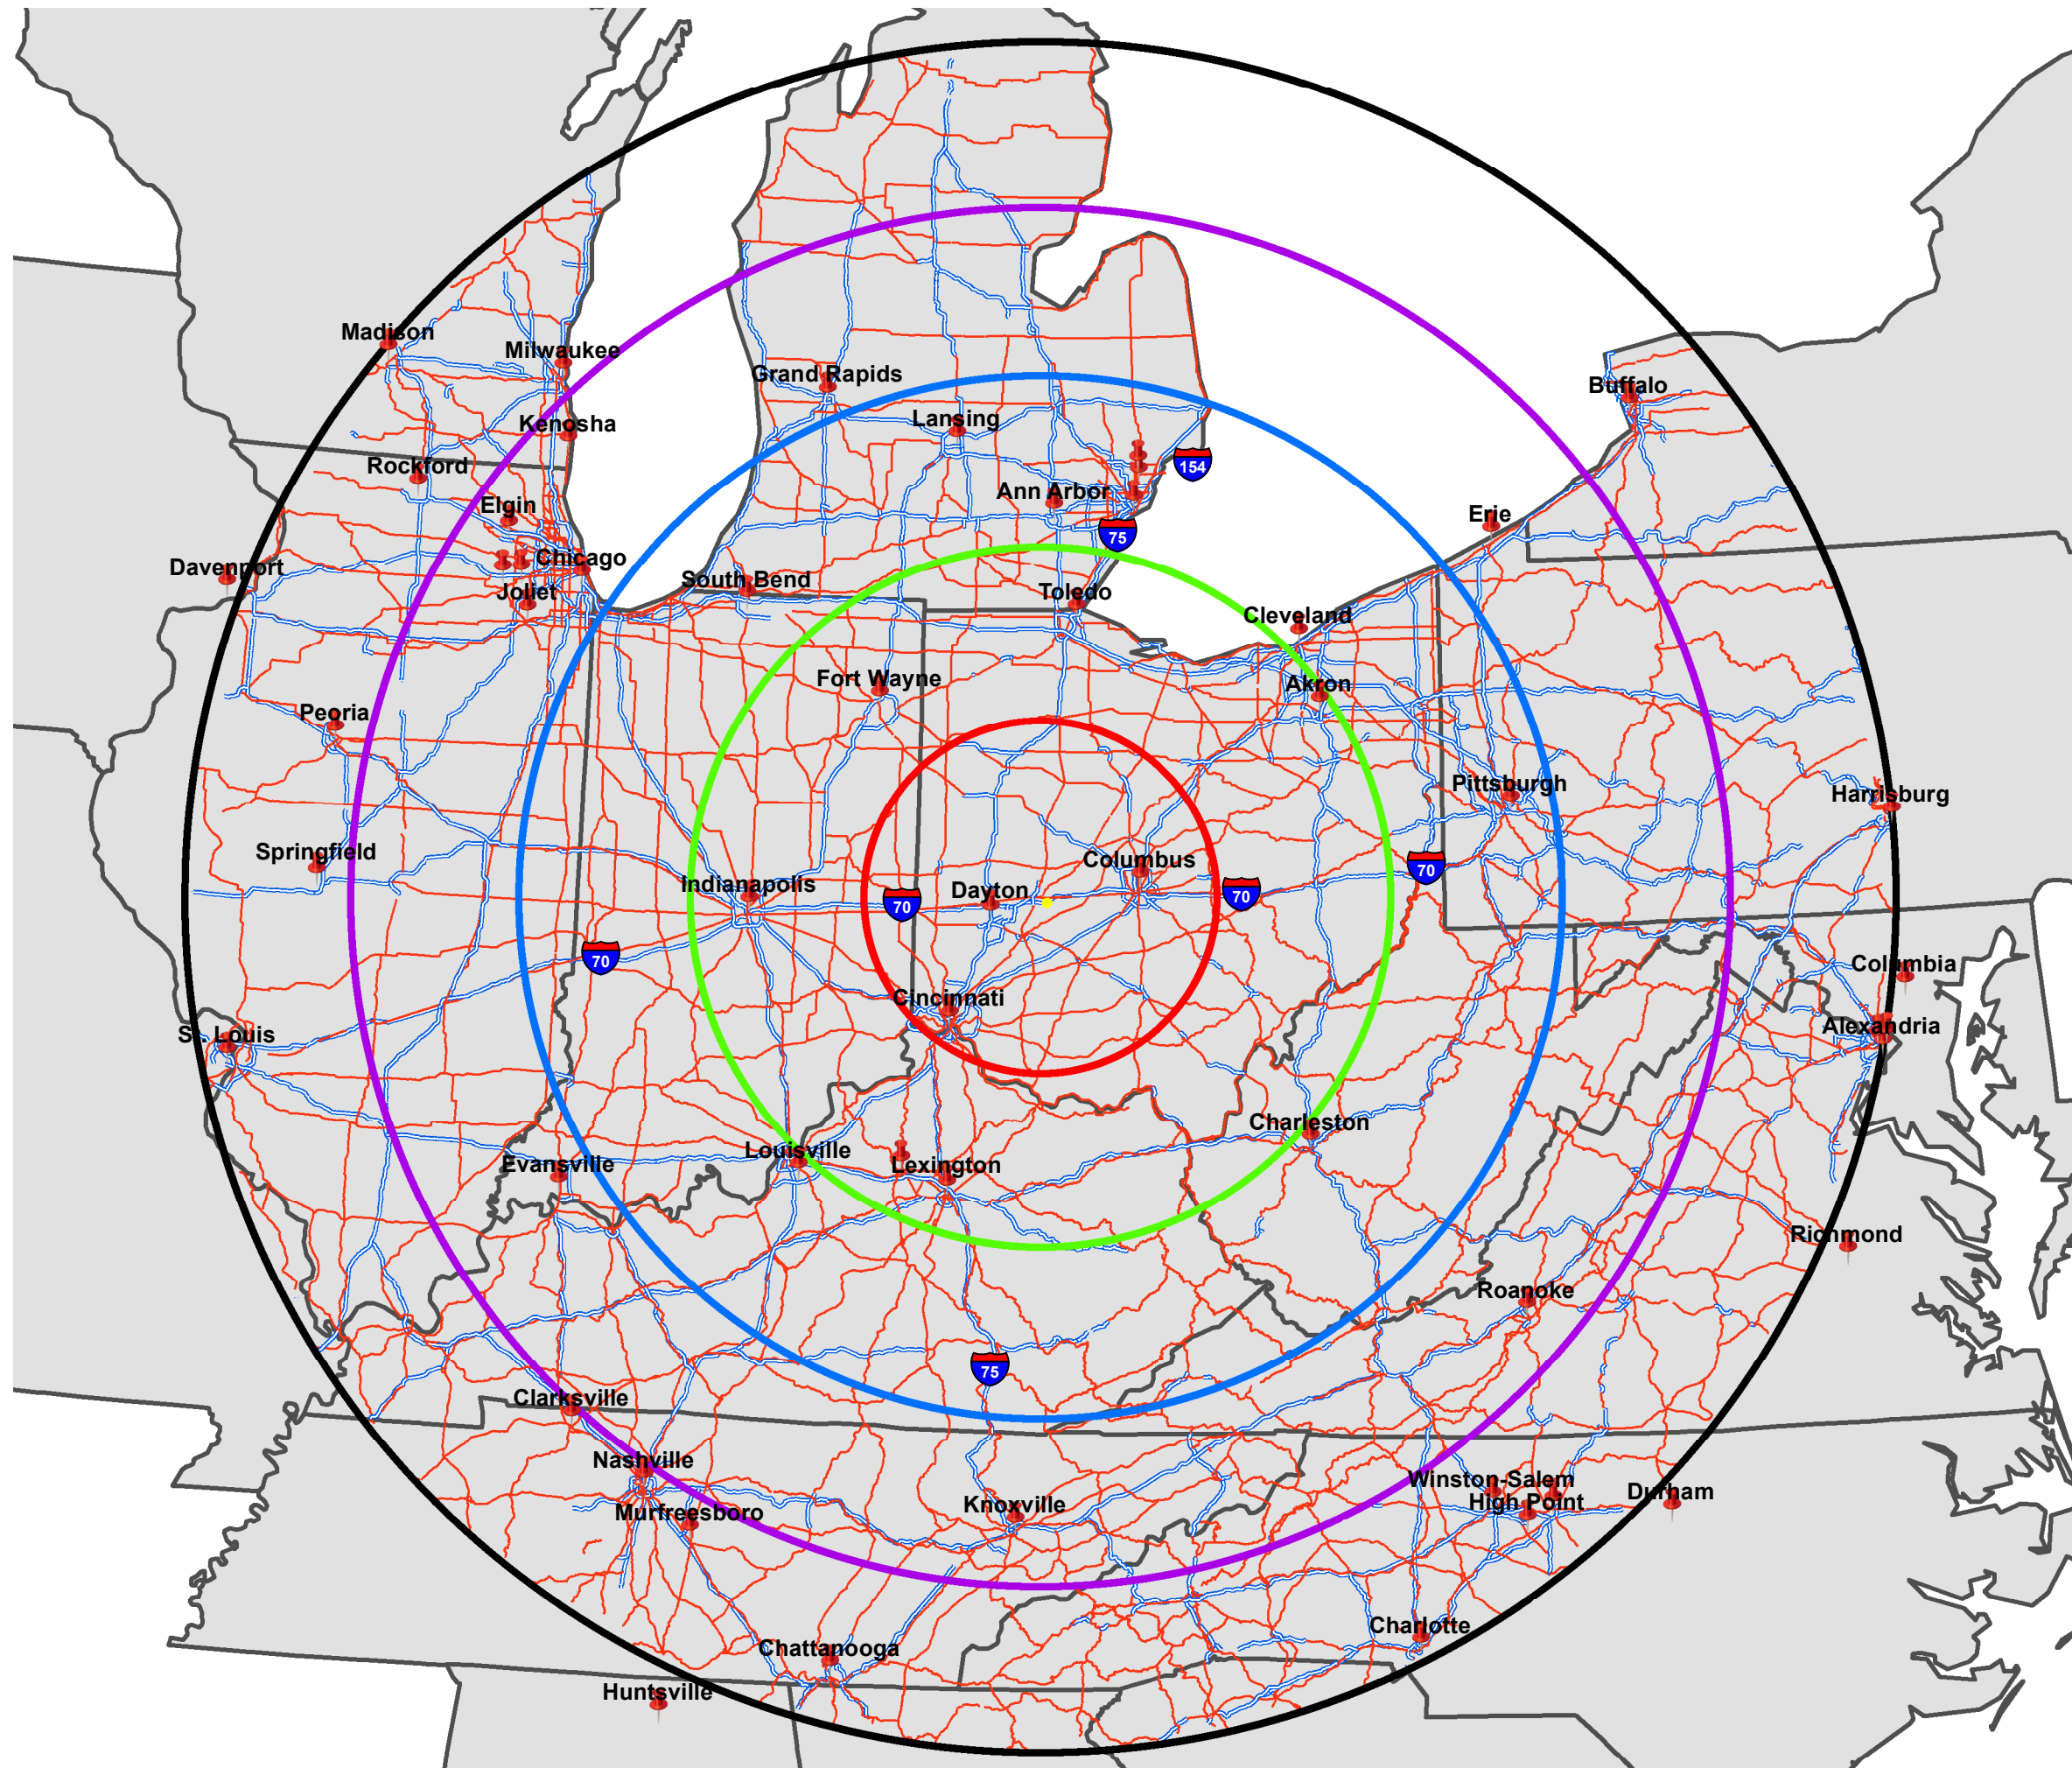 Madison
Milwaukee
Grand Rapids
Buffalo
Lansing
Kenosha
Rockford
154
Ann Arbor
Elgin
Erie
75
Chicago
Davenport
South Bend
Joliet
Toledo
Cleveland
Fort Wayne
Akron
Peoria
Pittsburgh
Harrisburg
Springfield
Columbus
70
Indianapolis
Dayton
70
70
70
Columbia
Cincinnati
Alexandria
St. Louis
Charleston
Louisville
Evansville
Lexington
Richmond
Roanoke
75
Clarksville
Nashville
Winston-Salem
Durham
High Point
Knoxville
Murfreesboro
Charlotte
Chattanooga
Huntsville